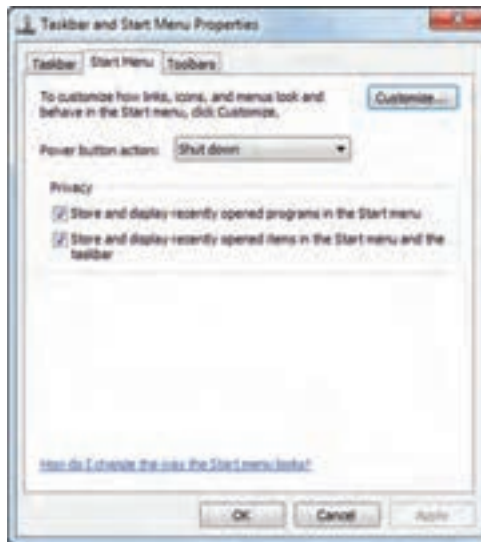 Taskbar and Start Menu Properties
Taskbar Start Menu Toolbars
To customize how links, icons, and menus look and
behave in the Start menu, click Customize.
Customize...
Power button action: Shut down
Privacy
Store and display recently opened programs in the Start menu
Store and display recently opened items in the Start menu and the
taskbar
How do I change the way the Start menu looks?
OK Cancel Apply